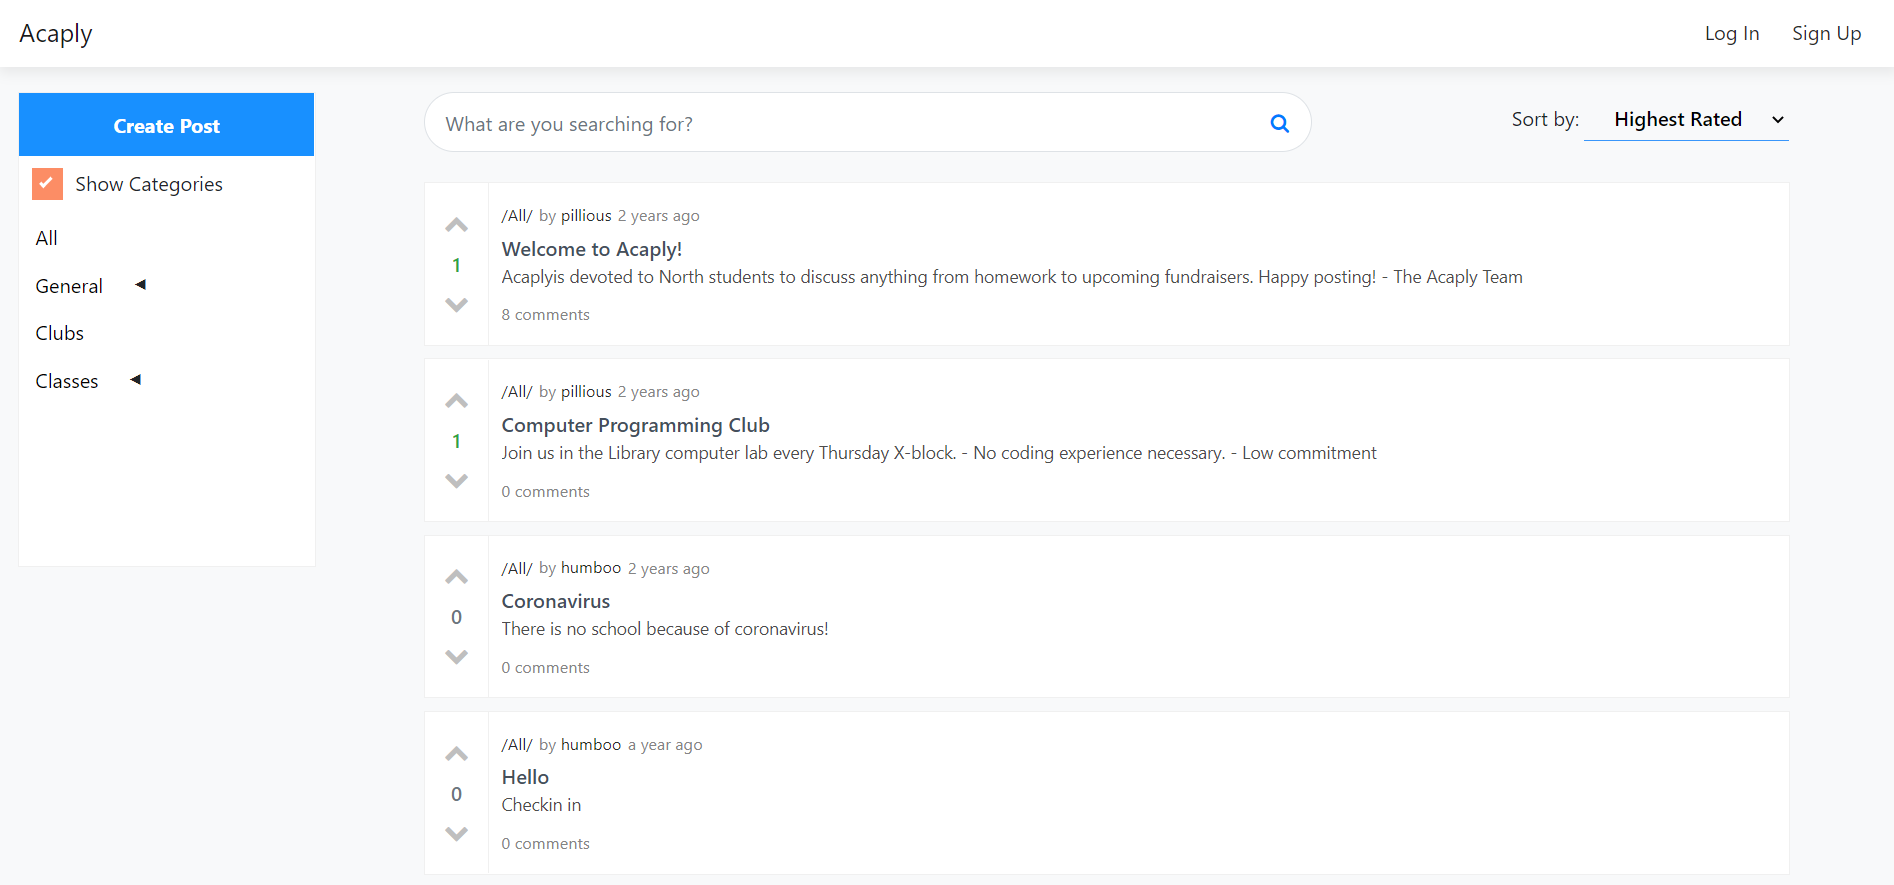 Acaply
Log In
Sign Up
Create Post
Show Categories
All
General
Clubs
Classes
What are you searching for?
Sort by: Highest Rated
/All/ by pillious 2 years ago
1
Welcome to Acaply!
Acaplyis devoted to North students to discuss anything from homework to upcoming fundraisers. Happy posting! - The Acaply Team
8 comments
/All/ by pillious 2 years ago
1
Computer Programming Club
Join us in the Library computer lab every Thursday X-block. - No coding experience necessary. - Low commitment
0 comments
/All/ by humboo 2 years ago
0
Coronavirus
There is no school because of coronavirus!
0 comments
/All/ by humboo a year ago
0
Hello
Checkin in
0 comments